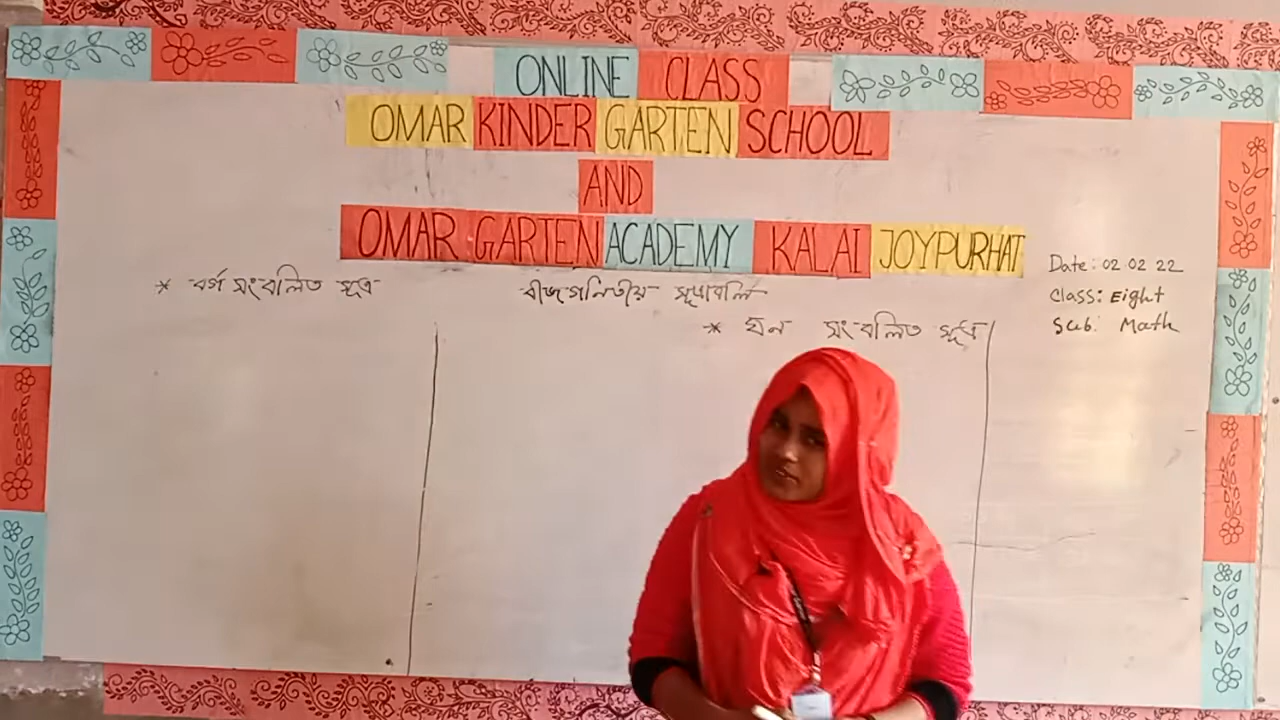 ONLINE CLASS
OMAR KINDER GARTEN SCHOOL
AND
OMAR GARTEN ACADEMY KALAI JOYPURHAT
Date: 02 02 22
Class: Eight
Sub: Math
বীজগনিতীয় সূত্রাবলি
* বর্গ সংবলিত সূত্র
* ঘন সংবলিত সূত্র